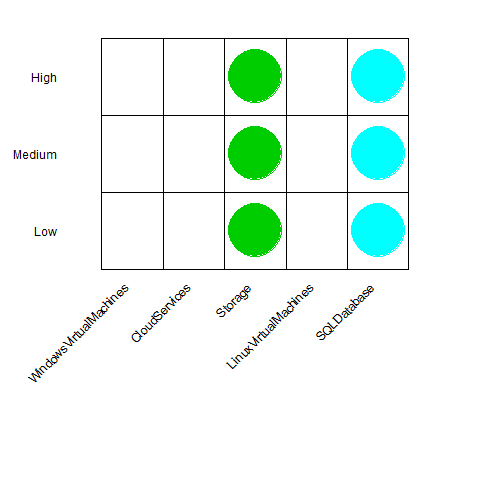 High
Medium
Low
WindowsVirtualMachines
CloudServices
Storage
LinuxVirtualMachines
SQLDatabase